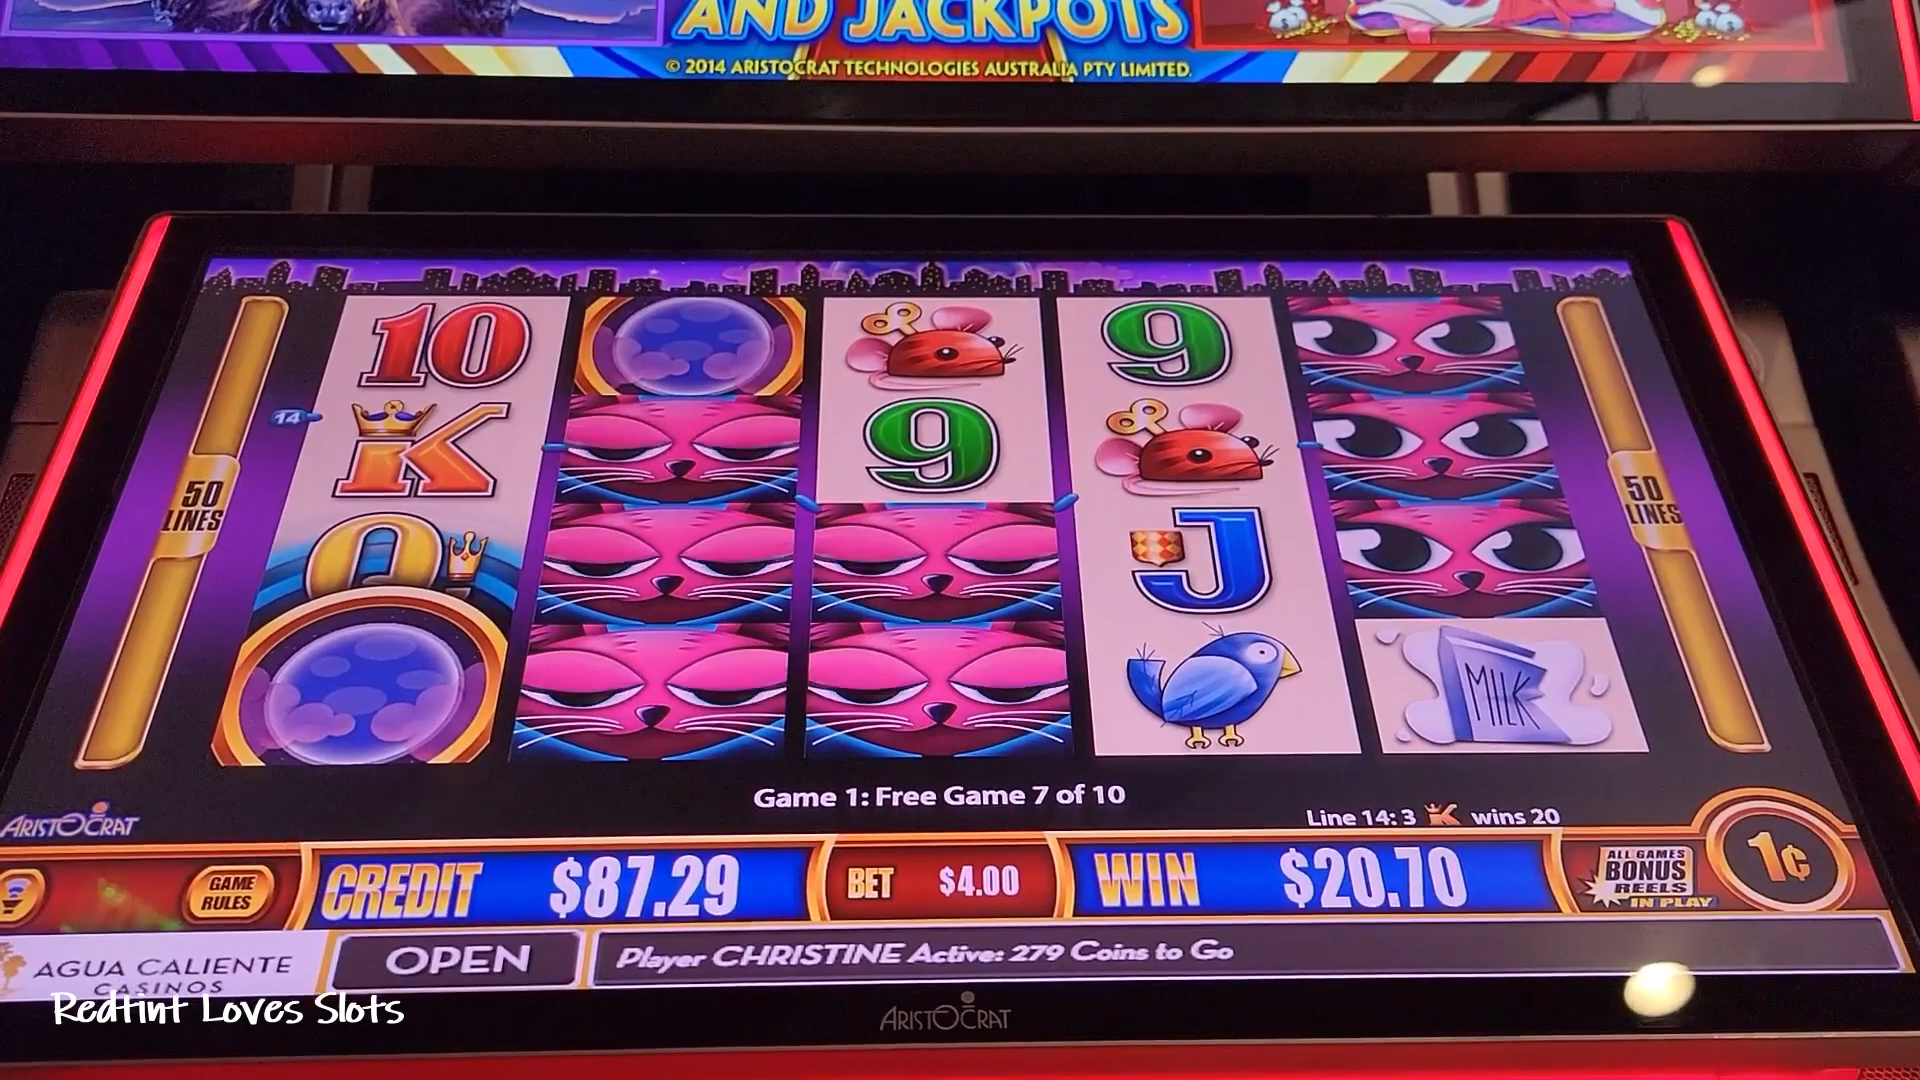 AND JACKPOTS
© 2014 ARISTOCRAT TECHNOLOGIES AUSTRALIA PTY LIMITED.
10
9
14
K
9
50 LINES
50 LINES
Q
J
MILK
Game 1: Free Game 7 of 10
Line 14: 3 K wins 20
ARISTOCRAT
GAME RULES
CREDIT $87.29
BET $4.00
WIN $20.70
ALL GAMES
BONUS
REELS
IN PLAY
1¢
AGUA CALIENTE
CASINOS
OPEN
Player CHRISTINE Active: 279 Coins to Go
Redtint Loves Slots
ARISTOCRAT